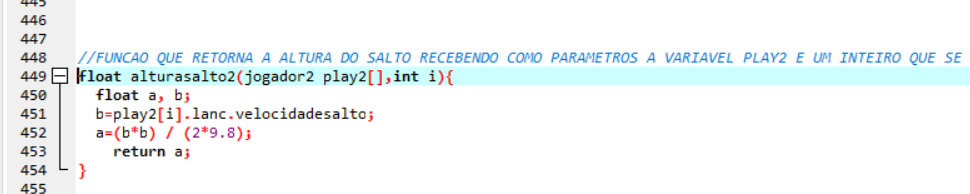 445
446
447
448 //FUNCAO QUE RETORNA A ALTURA DO SALTO RECEBENDO COMO PARAMETROS A VARIAVEL PLAY2 E UM INTEIRO QUE SE
449 float alturasalto2(jogador2 play2[],int i){
450 float a, b;
451 b=play2[i].lanc.velocidadesalto;
452 a=(b*b) / (2*9.8);
453 return a;
454 }
455